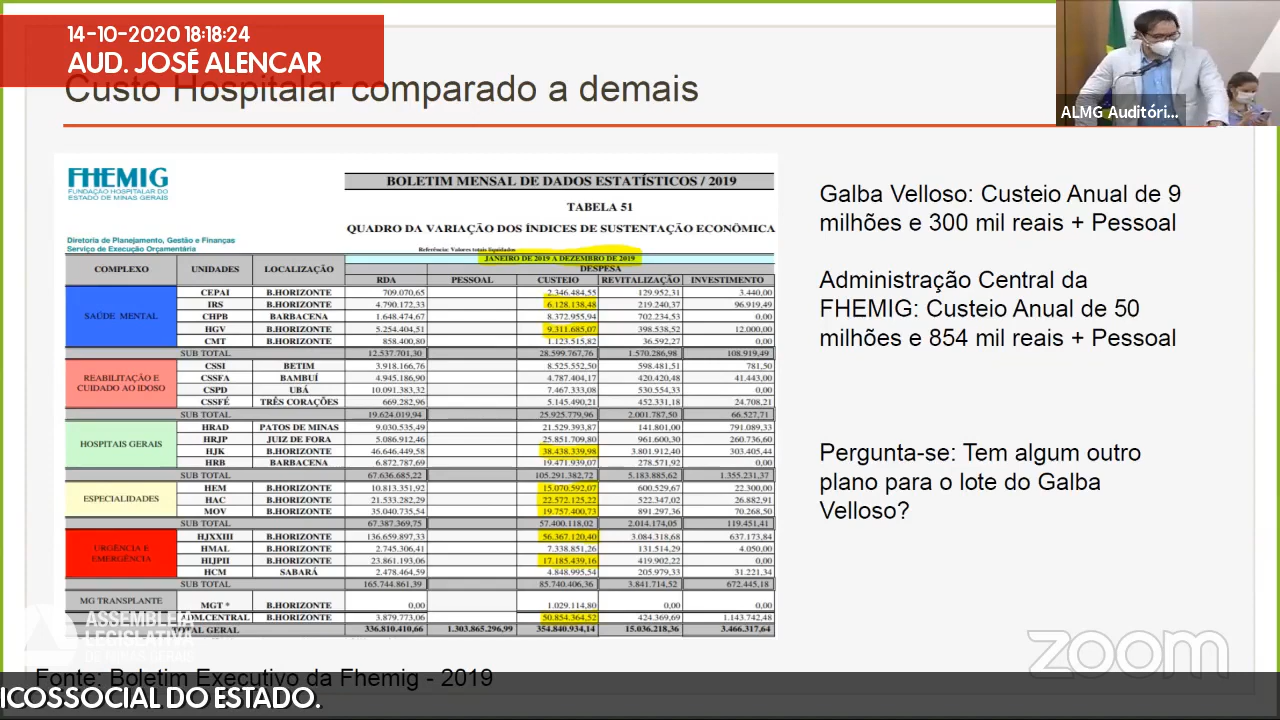 14-10-2020 18:18:24
AUD. JOSÉ ALENCAR
Custo Hospitalar comparado a demais
ALMG Auditóri...
FHEMIG
FUNDAÇÃO HOSPITALAR DO
ESTADO DE MINAS GERAIS
BOLETIM MENSAL DE DADOS ESTATÍSTICOS / 2019
TABELA 51
QUADRO DA VARIAÇÃO DOS ÍNDICES DE SUSTENTAÇÃO ECONÔMICA
Diretoria de Planejamento, Gestão e Finanças
Serviço de Execução Orçamentária
Referência: Valores totais liquidados
JANEIRO DE 2019 A DEZEMBRO DE 2019
COMPLEXO UNIDADES LOCALIZAÇÃO DESPESA
RDA PESSOAL CUSTEIO REVITALIZAÇÃO INVESTIMENTO
SAÚDE MENTAL
CEPAI B.HORIZONTE 709.070,65 2.346.484,55 129.952,31 3.440,00
IRS B.HORIZONTE 4.790.172,33 6.128.138,48 219.240,37 96.919,49
CHPB BARBACENA 1.648.474,67 8.372.955,94 702.234,53 0,00
HGV B.HORIZONTE 5.254.404,51 9.311.685,07 398.538,52 12.000,00
CMT B.HORIZONTE 858.400,80 1.123.515,82 36.592,27 0,00
SUB TOTAL 12.537.701,30 28.599.767,76 1.570.286,98 108.919,49
REABILITAÇÃO E
CUIDADO AO IDOSO
CSSI BETIM 3.918.166,76 8.525.552,50 598.481,51 781,50
CSSFA BAMBUÍ 4.945.186,90 4.787.404,17 420.420,48 41.443,00
CSPD UBÁ 10.091.383,32 7.467.333,08 530.554,33 0,00
CSSFÉ TRÊS CORAÇÕES 669.282,96 5.145.490,21 452.331,18 24.708,21
SUB TOTAL 19.624.019,94 25.925.779,96 2.001.787,50 66.527,71
HOSPITAIS GERAIS
HRAD PATOS DE MINAS 9.030.535,49 21.529.393,87 141.801,00 791.089,33
HRJP JUIZ DE FORA 5.086.912,46 25.851.709,80 961.600,30 260.736,60
HJK B.HORIZONTE 46.646.449,58 38.438.339,98 3.801.912,40 303.405,44
HRB BARBACENA 6.872.787,69 19.471.939,07 278.571,92 0,00
SUB TOTAL 67.636.685,22 105.291.382,72 5.183.885,62 1.355.231,37
ESPECIALIDADES
HEM B.HORIZONTE 10.813.351,92 15.070.592,07 600.529,67 22.300,00
HAC B.HORIZONTE 21.533.282,29 22.572.125,22 522.347,02 26.882,91
MOV B.HORIZONTE 35.040.735,54 19.757.400,73 891.297,36 70.268,50
SUB TOTAL 67.387.369,75 57.400.118,02 2.014.174,05 119.451,41
URGÊNCIA E
EMERGÊNCIA
HJXXIII B.HORIZONTE 136.659.897,33 56.367.120,40 3.084.318,68 637.173,84
HMAL B.HORIZONTE 2.745.306,41 7.338.851,26 131.514,29 4.050,00
HIJPII B.HORIZONTE 23.861.193,06 17.185.439,16 419.902,22 0,00
HCM SABARÁ 2.478.464,59 4.848.995,54 205.979,33 31.221,34
SUB TOTAL 165.744.861,39 85.740.406,36 3.841.714,52 672.445,18
MG TRANSPLANTE MGT * B.HORIZONTE 0,00 1.029.114,80 0,00 0,00
ADM.CENTRAL B.HORIZONTE 3.879.773,06 50.854.364,52 424.369,69 1.143.742,48
TOTAL GERAL 336.810.410,66 1.303.865.296,99 354.840.934,14 15.036.218,36 3.466.317,64
Galba Velloso: Custeio Anual de 9
milhões e 300 mil reais + Pessoal
Administração Central da
FHEMIG: Custeio Anual de 50
milhões e 854 mil reais + Pessoal
Pergunta-se: Tem algum outro
plano para o lote do Galba
Velloso?
ASSEMBLEIA
LEGISLATIVA
DE MINAS GERAIS
zoom
Fonte: Boletim Executivo da Fhemig - 2019
ICOSSOCIAL DO ESTADO.